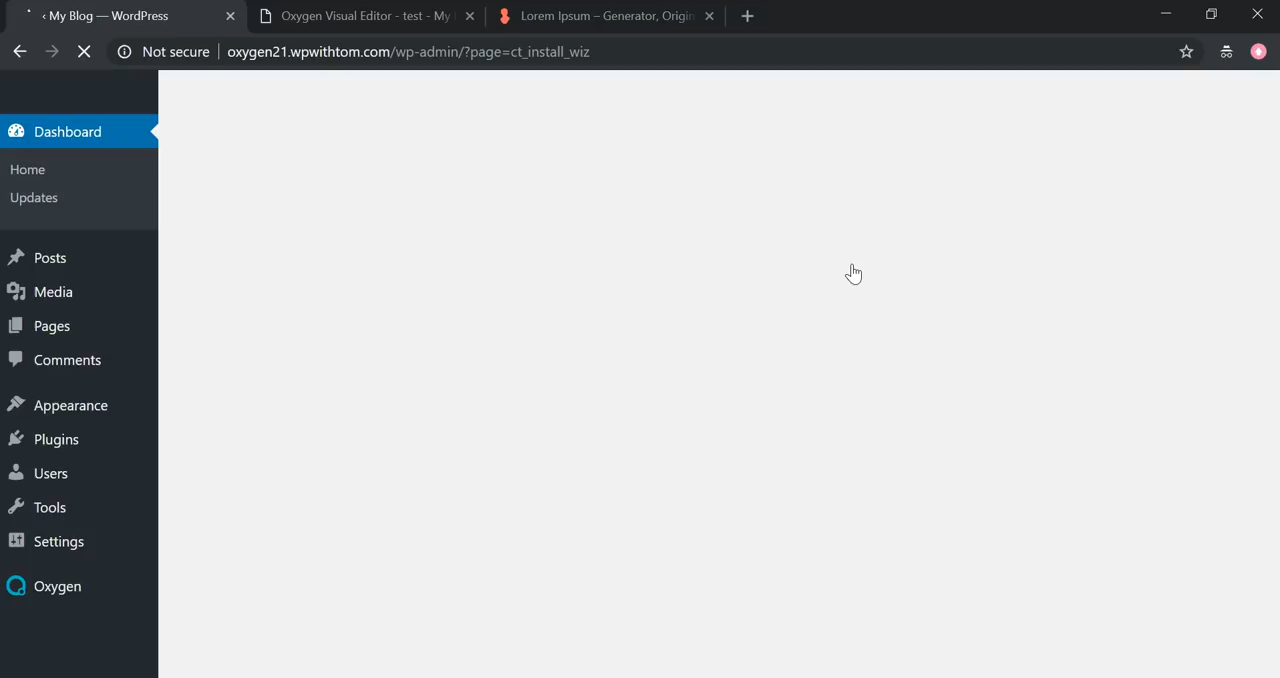 ‹ My Blog — WordPress
Oxygen Visual Editor - test - My
Lorem Ipsum – Generator, Origin
Not secure
oxygen21.wpwithtom.com/wp-admin/?page=ct_install_wiz
Dashboard
Home
Updates
Posts
Media
Pages
Comments
Appearance
Plugins
Users
Tools
Settings
Oxygen